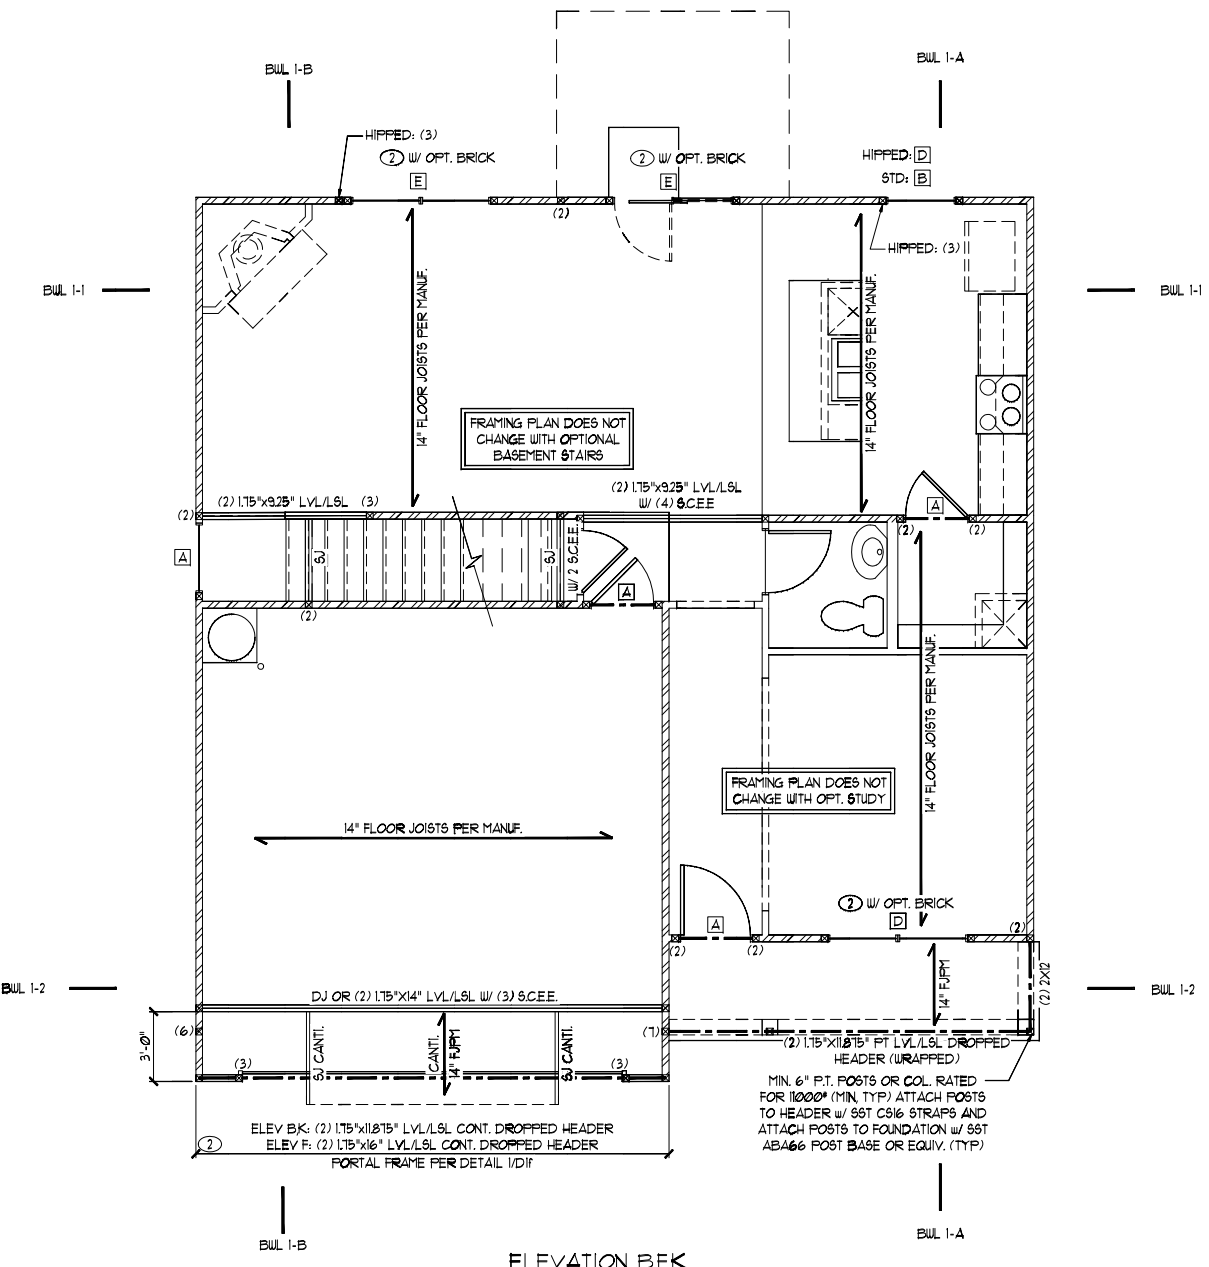 BWL 1-B
BWL 1-A
HIPPED: (3)
2 W/ OPT. BRICK
2 W/ OPT. BRICK
HIPPED: D
STD: B
E
E
(2)
HIPPED: (3)
BWL 1-1
BWL 1-1
14" FLOOR JOISTS PER MANUF.
14" FLOOR JOISTS PER MANUF.
FRAMING PLAN DOES NOT
CHANGE WITH OPTIONAL
BASEMENT STAIRS
(2) 1.75"x9.25" LVL/LSL (3)
(2) 1.75"x9.25" LVL/LSL
W/ (4) S.C.E.E
(2)
A
(2)
(2)
A
SJ
SJ
W/ 2 S.C.E.E.
A
(2)
14" FLOOR JOISTS PER MANUF.
FRAMING PLAN DOES NOT
CHANGE WITH OPT. STUDY
14" FLOOR JOISTS PER MANUF.
2 W/ OPT. BRICK
D
A
(2)
(2)
(2)
14" FJPM
(2) 2X12
BWL 1-2
BWL 1-2
DJ OR (2) 1.75"X14" LVL/LSL W/ (3) S.C.E.E.
(6)
(7)
3'-0"
(3)
(3)
SJ CANTI.
CANTI.
14" FJPM
SJ CANTI.
(2) 1.75"X11.875" PT LVL/LSL DROPPED
HEADER (WRAPPED)
MIN. 6" P.T. POSTS OR COL. RATED
FOR 11000# (MIN, TYP) ATTACH POSTS
TO HEADER w/ SST CS16 STRAPS AND
ATTACH POSTS TO FOUNDATION w/ SST
ABA66 POST BASE OR EQUIV. (TYP)
ELEV B,K: (2) 1.75"x11.875" LVL/LSL CONT. DROPPED HEADER
2
ELEV F: (2) 1.75"x16" LVL/LSL CONT. DROPPED HEADER
PORTAL FRAME PER DETAIL 1/D1f
BWL 1-B
BWL 1-A
ELEVATION B,F,K